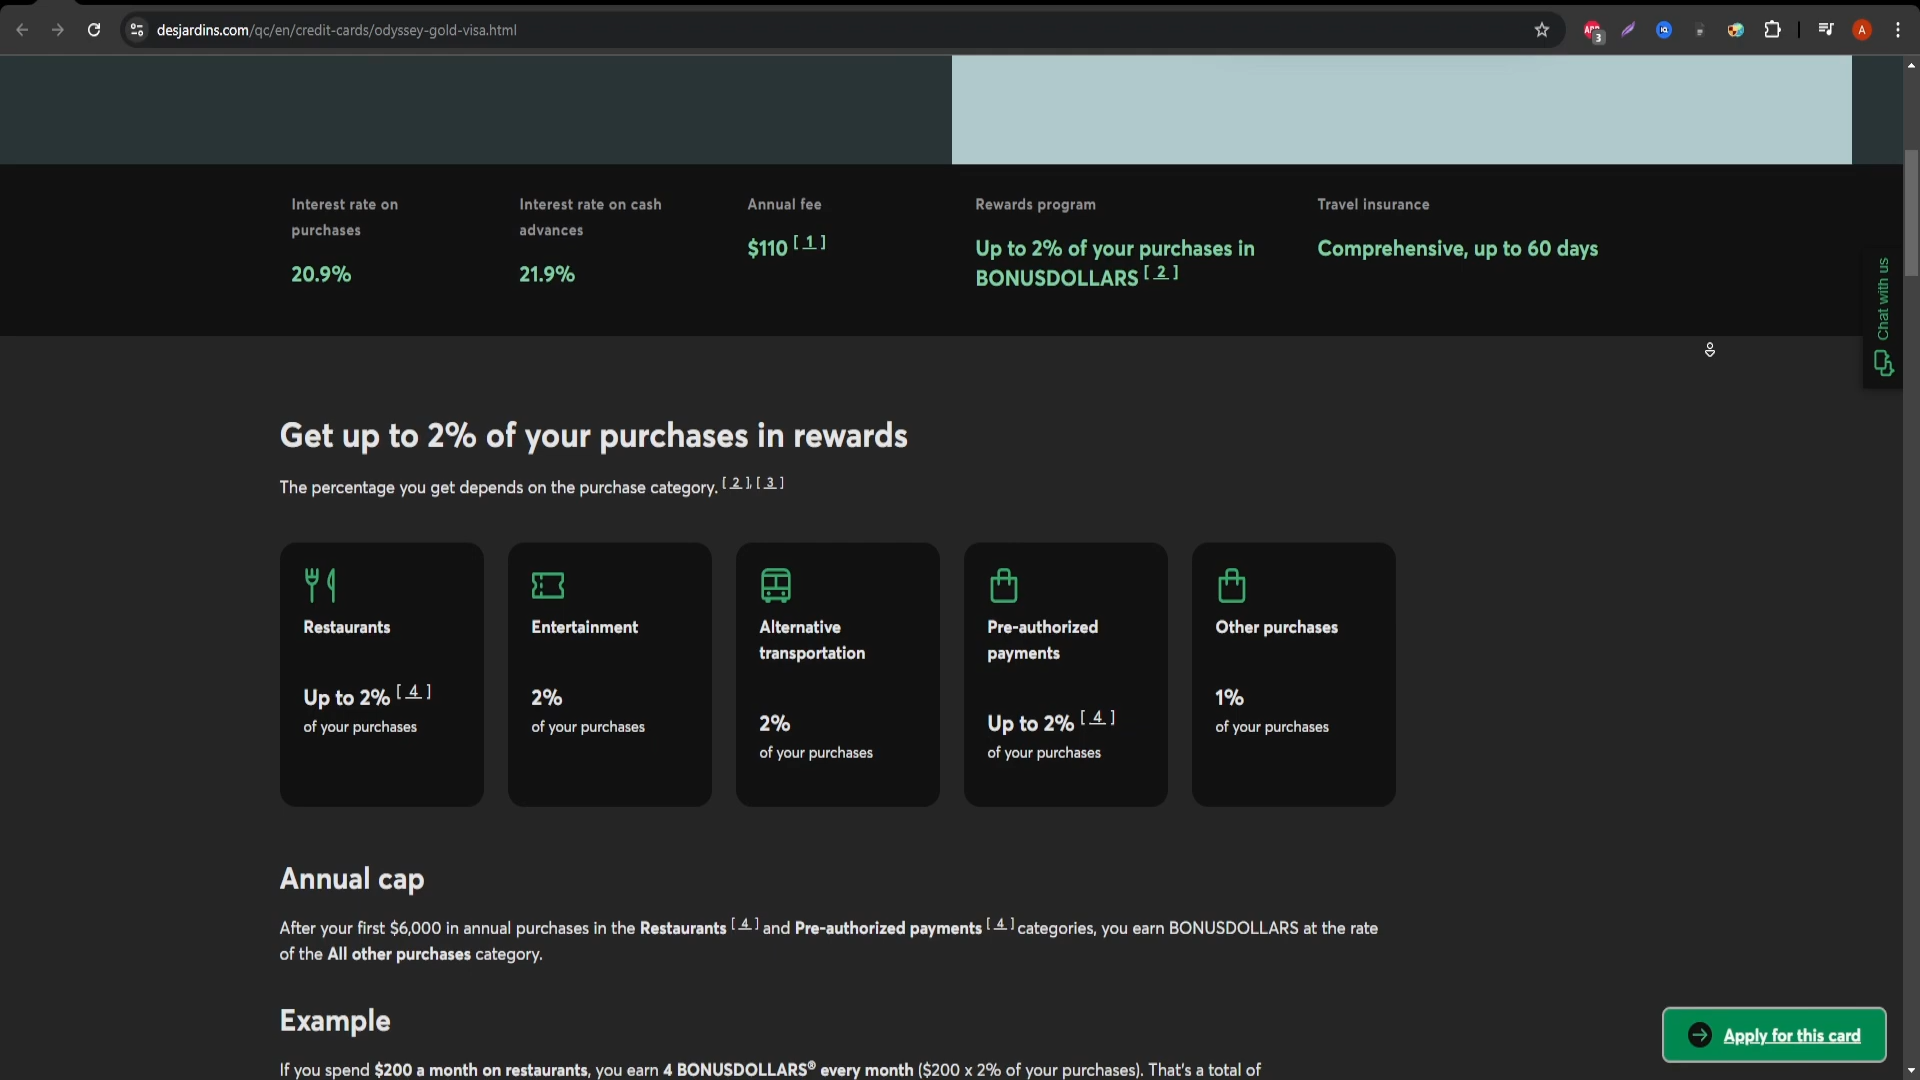 desjardins.com/qc/en/credit-cards/odyssey-gold-visa.html
3
A
Interest rate on
purchases
20.9%
Interest rate on cash
advances
21.9%
Annual fee
$110 [ 1 ]
Rewards program
Up to 2% of your purchases in
BONUSDOLLARS [ 2 ]
Travel insurance
Comprehensive, up to 60 days
Chat with us
Get up to 2% of your purchases in rewards
The percentage you get depends on the purchase category. [ 2 ], [ 3 ]
Restaurants
Up to 2% [ 4 ]
of your purchases
Entertainment
2%
of your purchases
Alternative
transportation
2%
of your purchases
Pre-authorized
payments
Up to 2% [ 4 ]
of your purchases
Other purchases
1%
of your purchases
Annual cap
After your first $6,000 in annual purchases in the Restaurants [ 4 ] and Pre-authorized payments [ 4 ] categories, you earn BONUSDOLLARS at the rate
of the All other purchases category.
Example
If you spend $200 a month on restaurants, you earn 4 BONUSDOLLARS® every month ($200 x 2% of your purchases). That's a total of
Apply for this card